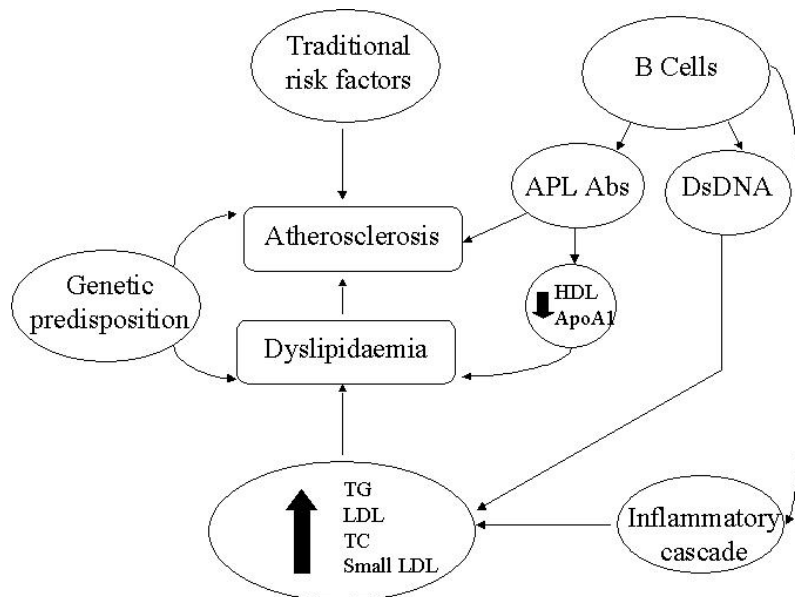 Traditional
risk factors
B Cells
APL Abs
DsDNA
Atherosclerosis
Genetic
predisposition
HDL
ApoA1
Dyslipidaemia
TG
LDL
TC
Small LDL
Inflammatory
cascade